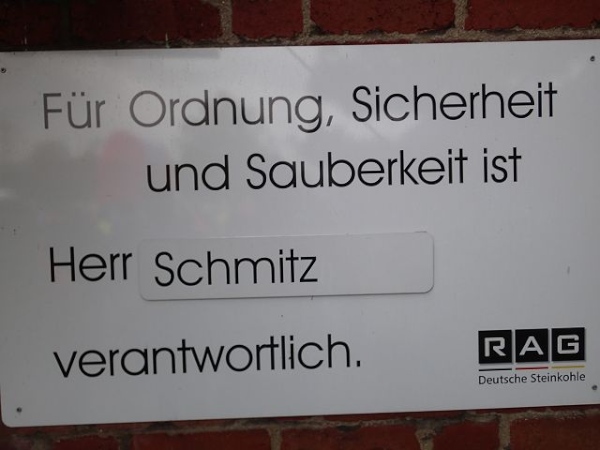 Für Ordnung, Sicherheit
und Sauberkeit ist
Herr Schmitz
verantwortlich.
RAG
Deutsche Steinkohle